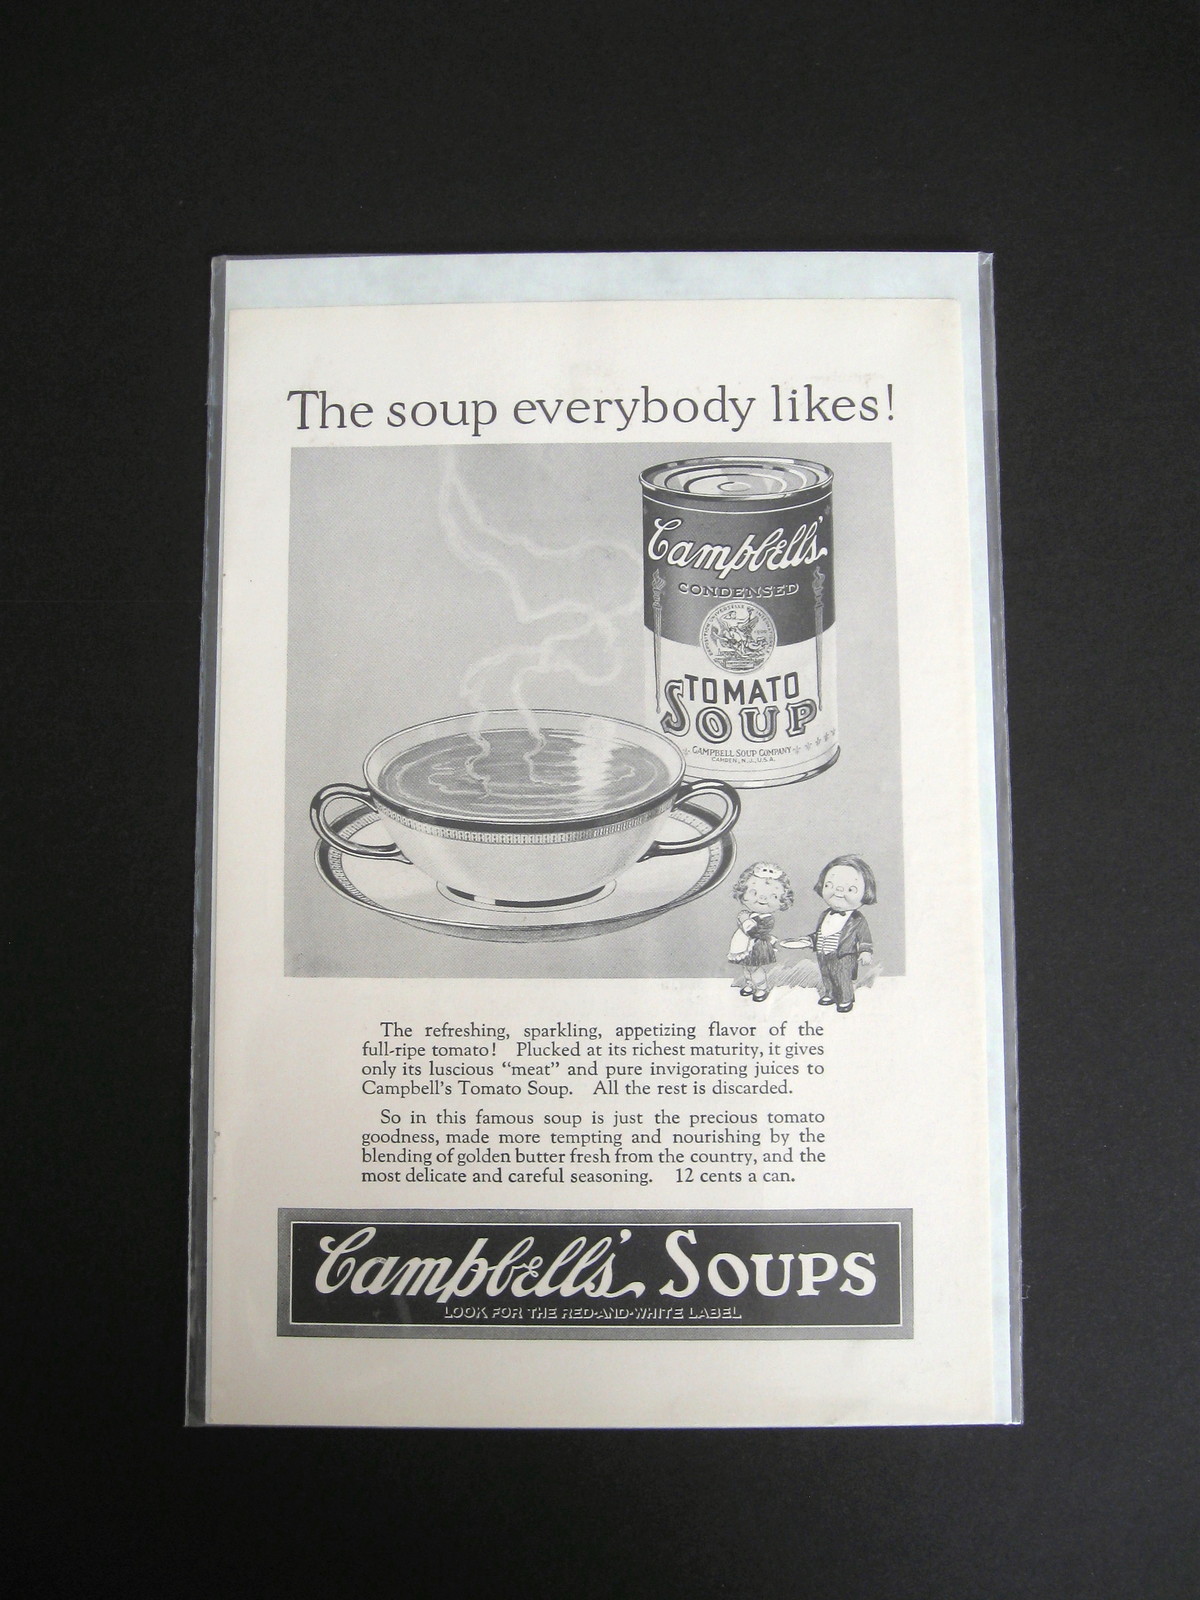 The soup everybody likes!
Campbell's
CONDENSED
TOMATO
SOUP
CAMPBELL SOUP COMPANY
CAMDEN, N.J., U.S.A.
The refreshing, sparkling, appetizing flavor of the
full-ripe tomato! Plucked at its richest maturity, it gives
only its luscious "meat" and pure invigorating juices to
Campbell's Tomato Soup. All the rest is discarded.
So in this famous soup is just the precious tomato
goodness, made more tempting and nourishing by the
blending of golden butter fresh from the country, and the
most delicate and careful seasoning. 12 cents a can.
Campbell's SOUPS
LOOK FOR THE RED-AND-WHITE LABEL